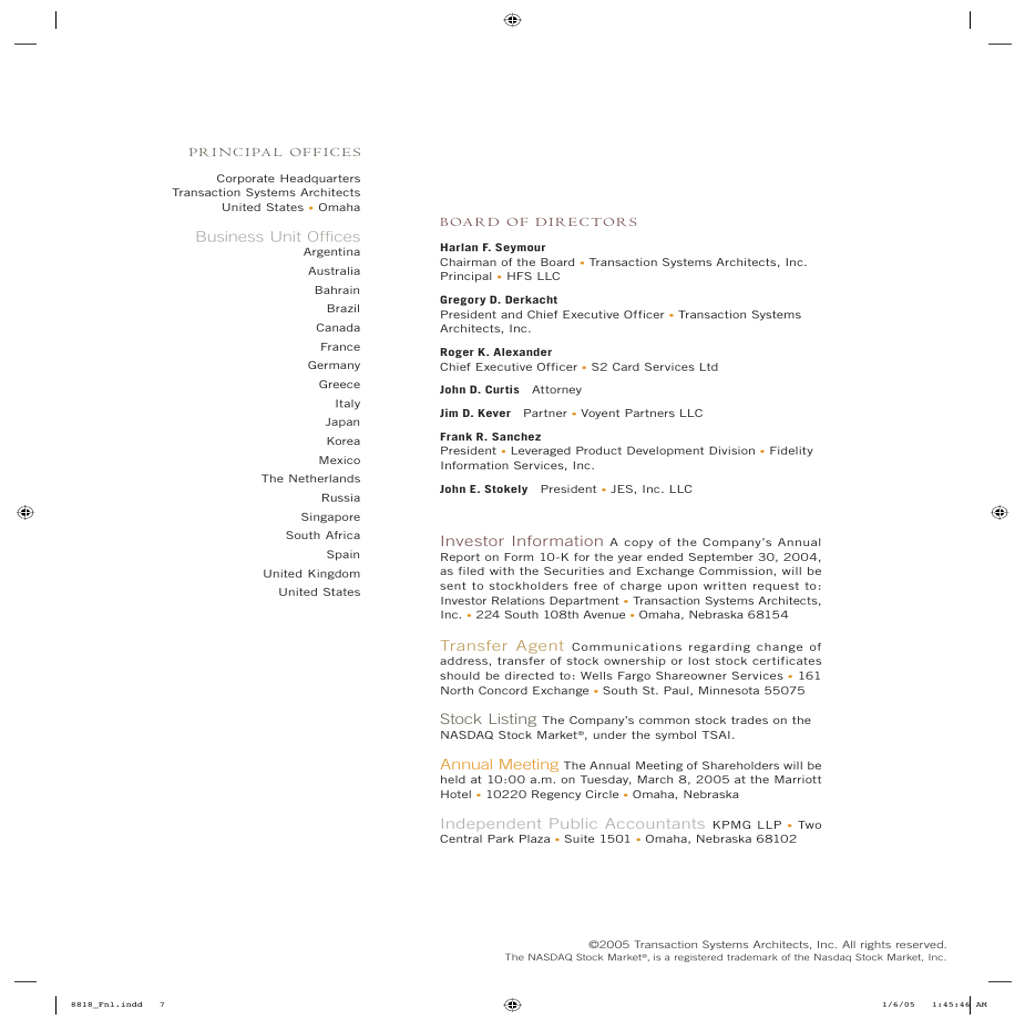 PRINCIPAL OFFICES
Corporate Headquarters
Transaction Systems Architects
United States • Omaha
Business Unit Offices
Argentina
Australia
Bahrain
Brazil
Canada
France
Germany
Greece
Italy
Japan
Korea
Mexico
The Netherlands
Russia
Singapore
South Africa
Spain
United Kingdom
United States
BOARD OF DIRECTORS
Harlan F. Seymour
Chairman of the Board • Transaction Systems Architects, Inc.
Principal • HFS LLC
Gregory D. Derkacht
President and Chief Executive Officer • Transaction Systems
Architects, Inc.
Roger K. Alexander
Chief Executive Officer • S2 Card Services Ltd
John D. Curtis Attorney
Jim D. Kever Partner • Voyent Partners LLC
Frank R. Sanchez
President • Leveraged Product Development Division • Fidelity
Information Services, Inc.
John E. Stokely President • JES, Inc. LLC
Investor Information A copy of the Company's Annual
Report on Form 10-K for the year ended September 30, 2004,
as filed with the Securities and Exchange Commission, will be
sent to stockholders free of charge upon written request to:
Investor Relations Department • Transaction Systems Architects,
Inc. • 224 South 108th Avenue • Omaha, Nebraska 68154
Transfer Agent Communications regarding change of
address, transfer of stock ownership or lost stock certificates
should be directed to: Wells Fargo Shareowner Services • 161
North Concord Exchange • South St. Paul, Minnesota 55075
Stock Listing The Company's common stock trades on the
NASDAQ Stock Market®, under the symbol TSAI.
Annual Meeting The Annual Meeting of Shareholders will be
held at 10:00 a.m. on Tuesday, March 8, 2005 at the Marriott
Hotel • 10220 Regency Circle • Omaha, Nebraska
Independent Public Accountants KPMG LLP • Two
Central Park Plaza • Suite 1501 • Omaha, Nebraska 68102
©2005 Transaction Systems Architects, Inc. All rights reserved.
The NASDAQ Stock Market®, is a registered trademark of the Nasdaq Stock Market, Inc.
8818_Fnl.indd 7
1/6/05 1:45:46 AM